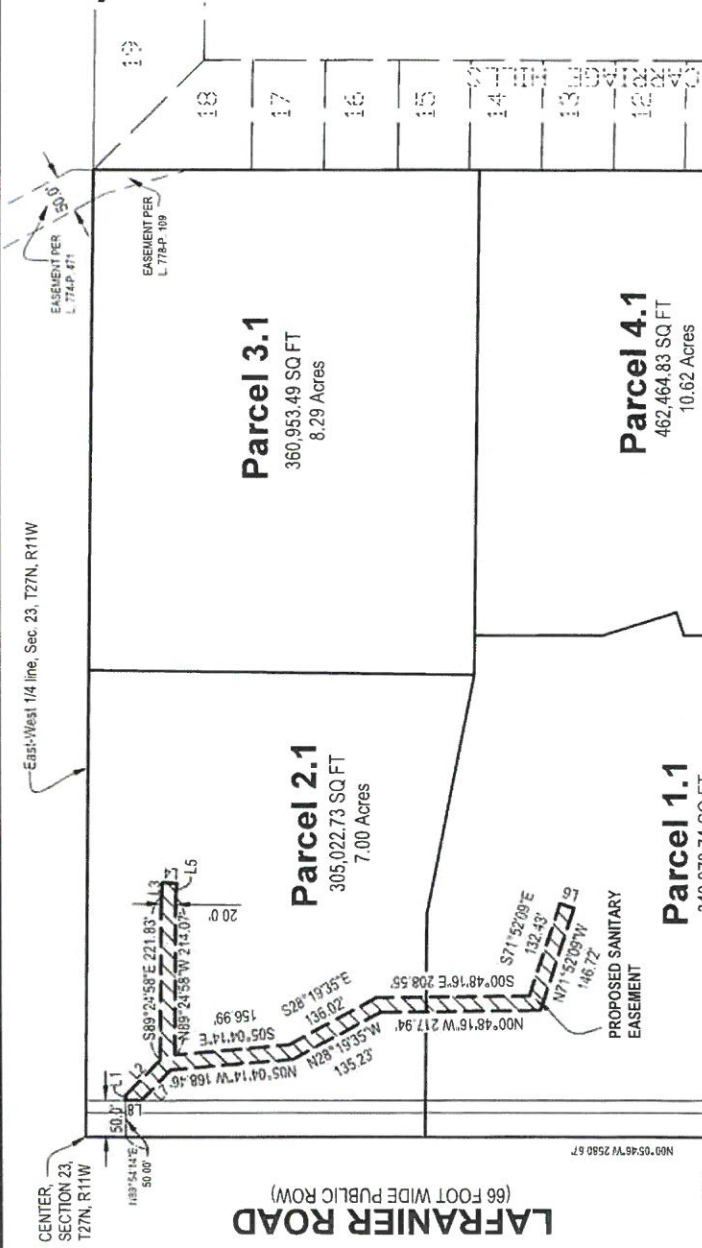 East-West 1/4 line, Sec. 23, T27N, R11W
CENTER,
SECTION 23,
T27N, R11W
50.0'
N89°54'14"E
50.00'
L1
L2
L8
L7
S89°24'58"E 221.83'
N89°24'58"W 214.07'
L3
L4
L5
20.0'
S05°04'14"E
156.99'
N05°04'14"W 168.46'
S28°19'35"E
136.02'
N28°19'35"W
135.23'
S00°48'16"E 208.55'
N00°48'16"W 217.94'
S71°52'09"E
132.43'
N71°52'09"W
146.72'
PROPOSED SANITARY
EASEMENT
Parcel 2.1
305,022.73 SQ FT
7.00 Acres
Parcel 3.1
360,953.49 SQ FT
8.29 Acres
Parcel 4.1
462,464.83 SQ FT
10.62 Acres
Parcel 1.1
EASEMENT PER
L. 774-P. 471
50.0'
EASEMENT PER
L. 778-P. 109
19
18
17
16
15
14
13
12
LAFRANIER ROAD
(66 FOOT WIDE PUBLIC ROW)
N00°05'46"W 2580.67'